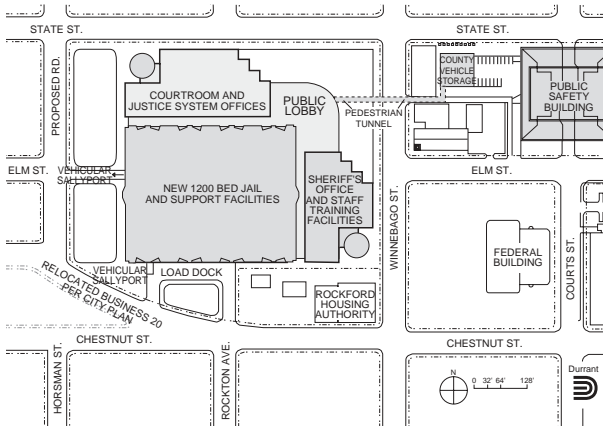 STATE ST.
STATE ST.
PROPOSED RD.
COURTROOM AND
JUSTICE SYSTEM OFFICES
PUBLIC
LOBBY
COUNTY
VEHICLE
STORAGE
PUBLIC
SAFETY
BUILDING
PEDESTRIAN
TUNNEL
ELM ST.
VEHICULAR
SALLYPORT
NEW 1200 BED JAIL
AND SUPPORT FACILITIES
SHERIFF'S
OFFICE
AND STAFF
TRAINING
FACILITIES
ELM ST.
WINNEBAGO ST.
FEDERAL
BUILDING
COURTS ST.
VEHICULAR
SALLYPORT
LOAD DOCK
RELOCATED BUSINESS 20
PER CITY PLAN
ROCKFORD
HOUSING
AUTHORITY
CHESTNUT ST.
CHESTNUT ST.
HORSMAN ST.
ROCKTON AVE.
N
0 32' 64' 128'
Durrant